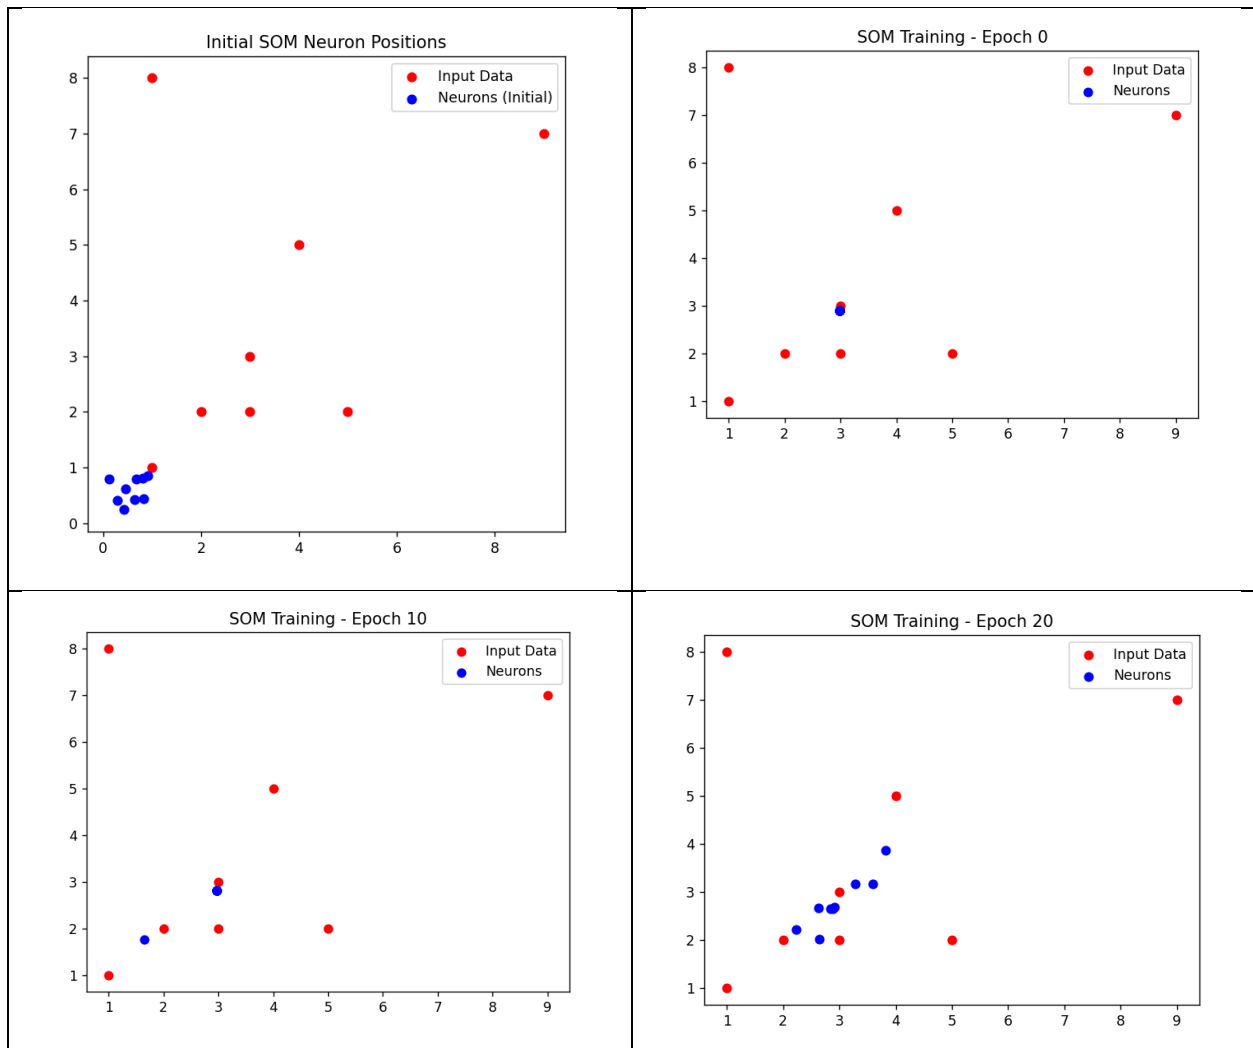 Initial SOM Neuron Positions
Input Data
Neurons (Initial)
8
7
6
5
4
3
2
1
0
0 2 4 6 8
SOM Training - Epoch 0
Input Data
Neurons
8
7
6
5
4
3
2
1
1 2 3 4 5 6 7 8 9
SOM Training - Epoch 10
Input Data
Neurons
8
7
6
5
4
3
2
1
1 2 3 4 5 6 7 8 9
SOM Training - Epoch 20
Input Data
Neurons
8
7
6
5
4
3
2
1
1 2 3 4 5 6 7 8 9